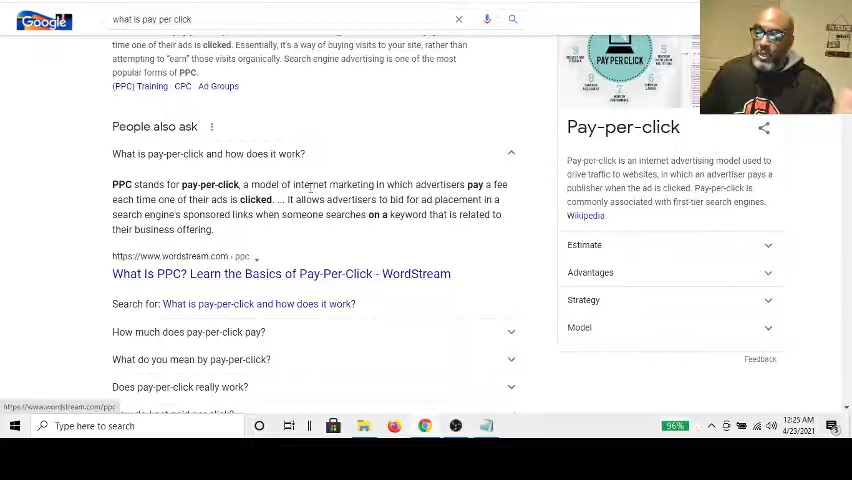 Google
what is pay per click
time one of their ads is clicked. Essentially, it's a way of buying visits to your site, rather
than attempting to "earn" those visits organically. Search engine advertising is one of the most
popular forms of PPC.
(PPC) Training · CPC · Ad Groups
People also ask
What is pay-per-click and how does it work?
PPC stands for pay-per-click, a model of internet marketing in which advertisers pay a fee
each time one of their ads is clicked. ... It allows advertisers to bid for ad placement in a
search engine's sponsored links when someone searches on a keyword that is related to
their business offering.
https://www.wordstream.com › ppc
What Is PPC? Learn the Basics of Pay-Per-Click - WordStream
Search for: What is pay-per-click and how does it work?
How much does pay-per-click pay?
What do you mean by pay-per-click?
Does pay-per-click really work?
https://www.wordstream.com/ppc
9
PAY PER CLICK
8
7
6
Pay-per-click
Pay-per-click is an internet advertising model used to
drive traffic to websites, in which an advertiser pays a
publisher when the ad is clicked. Pay-per-click is
commonly associated with first-tier search engines.
Wikipedia
Estimate
Advantages
Strategy
Model
Feedback
Type here to search
96%
12:25 AM
4/23/2021